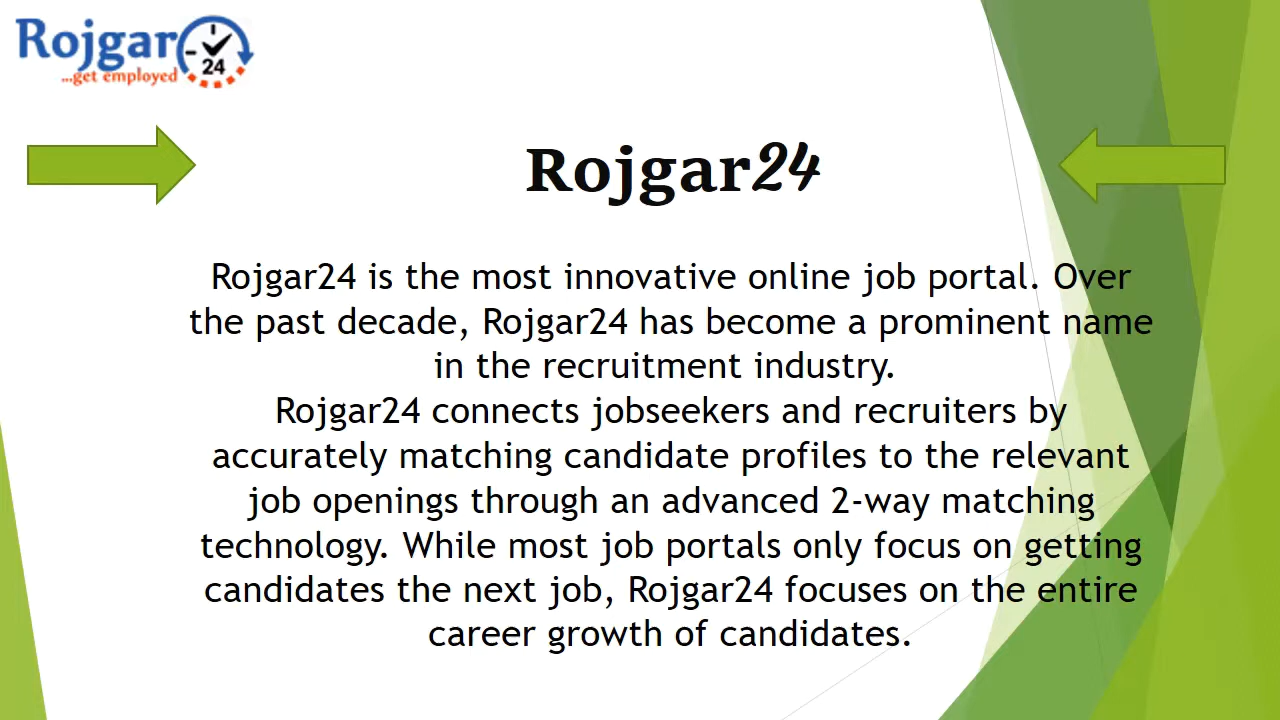 Rojgar
24
...get employed
Rojgar24
Rojgar24 is the most innovative online job portal. Over
the past decade, Rojgar24 has become a prominent name
in the recruitment industry.
Rojgar24 connects jobseekers and recruiters by
accurately matching candidate profiles to the relevant
job openings through an advanced 2-way matching
technology. While most job portals only focus on getting
candidates the next job, Rojgar24 focuses on the entire
career growth of candidates.